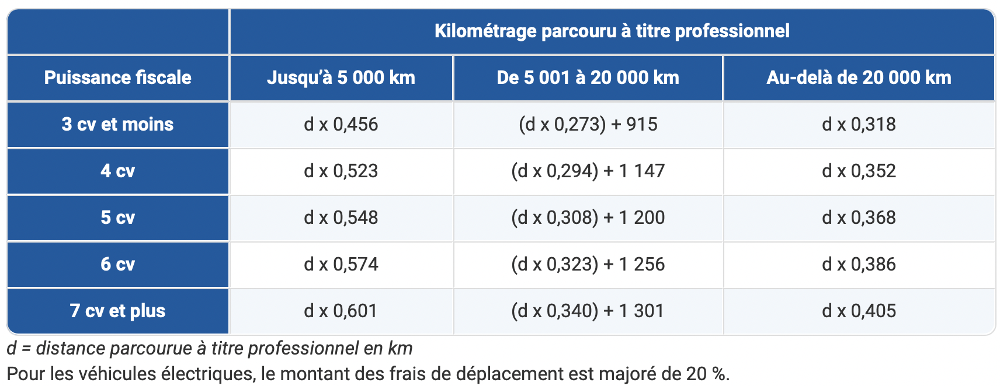 Kilométrage parcouru à titre professionnel
Puissance fiscale Jusqu’à 5 000 km De 5 001 à 20 000 km Au-delà de 20 000 km
3 cv et moins d x 0,456 (d x 0,273) + 915 d x 0,318
4 cv d x 0,523 (d x 0,294) + 1 147 d x 0,352
5 cv d x 0,548 (d x 0,308) + 1 200 d x 0,368
6 cv d x 0,574 (d x 0,323) + 1 256 d x 0,386
7 cv et plus d x 0,601 (d x 0,340) + 1 301 d x 0,405
d = distance parcourue à titre professionnel en km
Pour les véhicules électriques, le montant des frais de déplacement est majoré de 20 %.